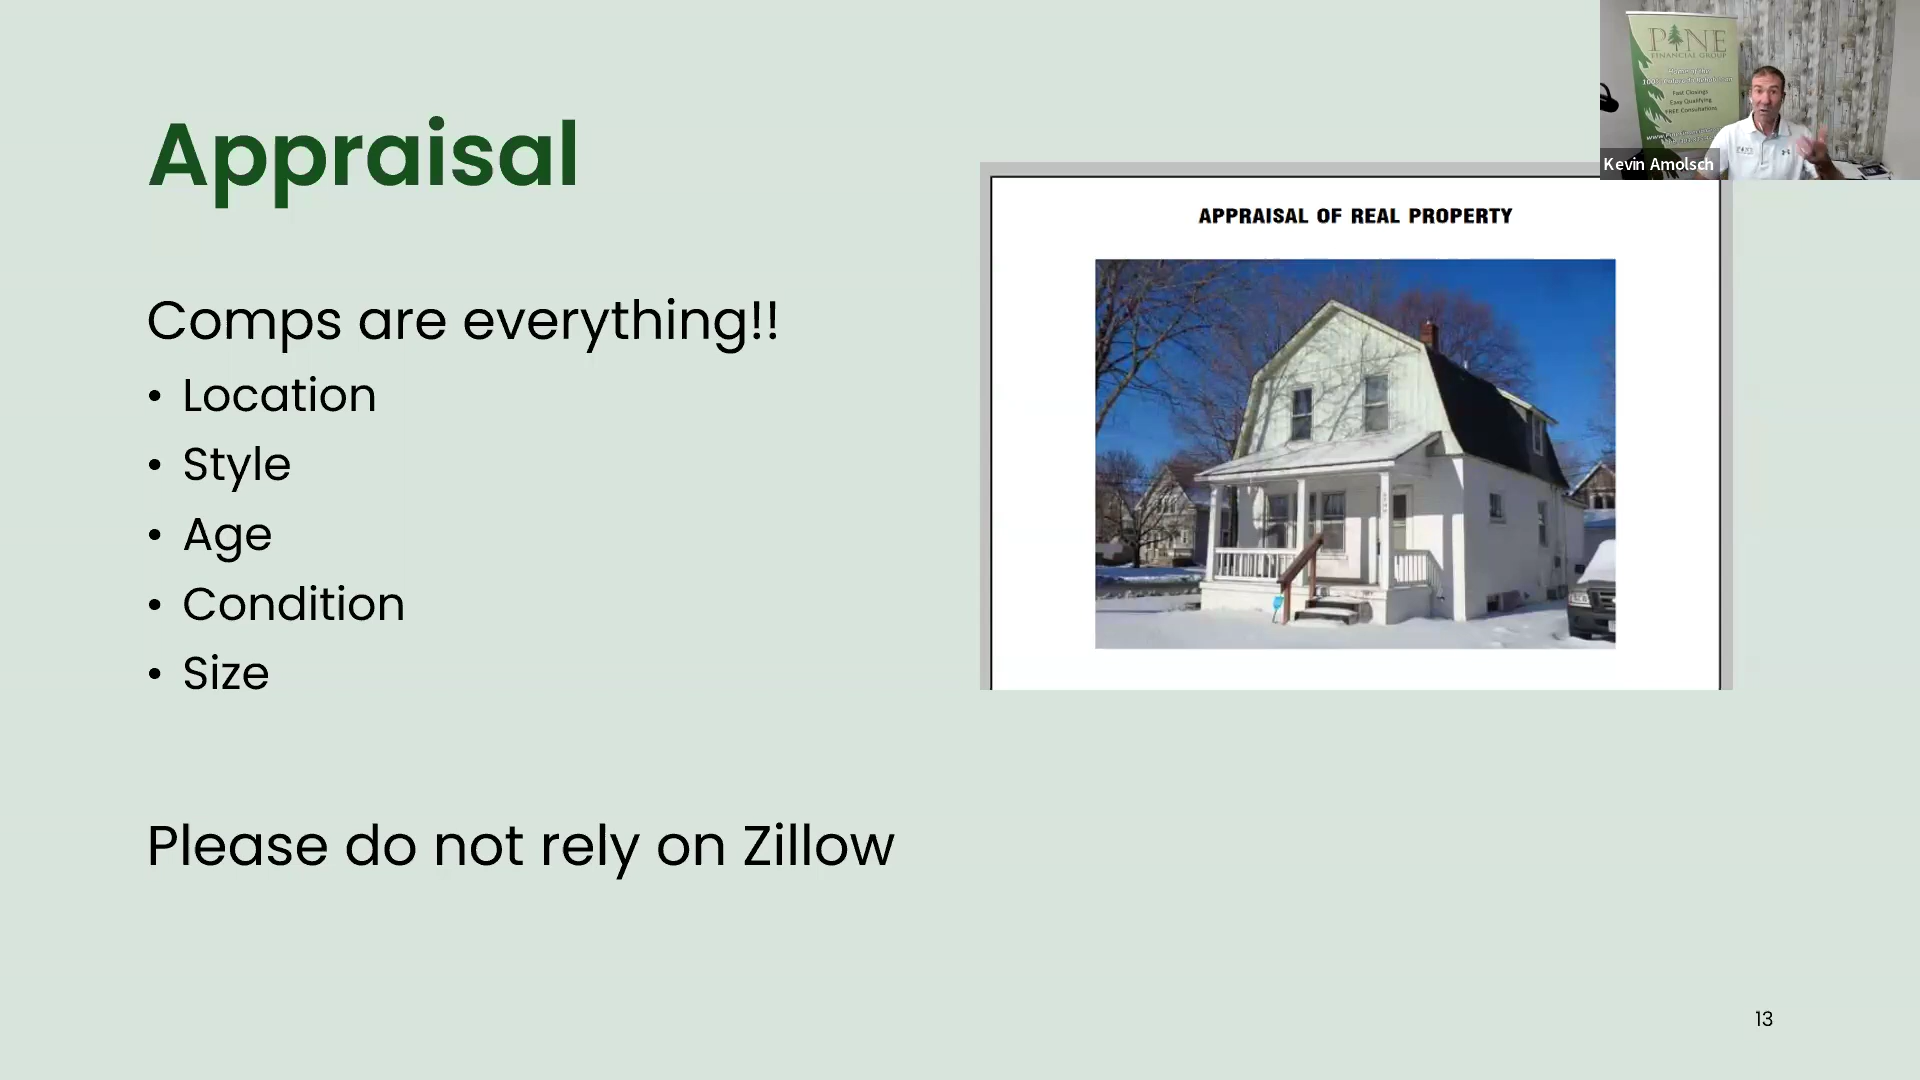 Appraisal
Comps are everything!!
• Location
• Style
• Age
• Condition
• Size
Please do not rely on Zillow
APPRAISAL OF REAL PROPERTY
PINE
FINANCIAL GROUP
Fast Closings
Easy Qualifying
FREE Consultations
Kevin Amolsch
13